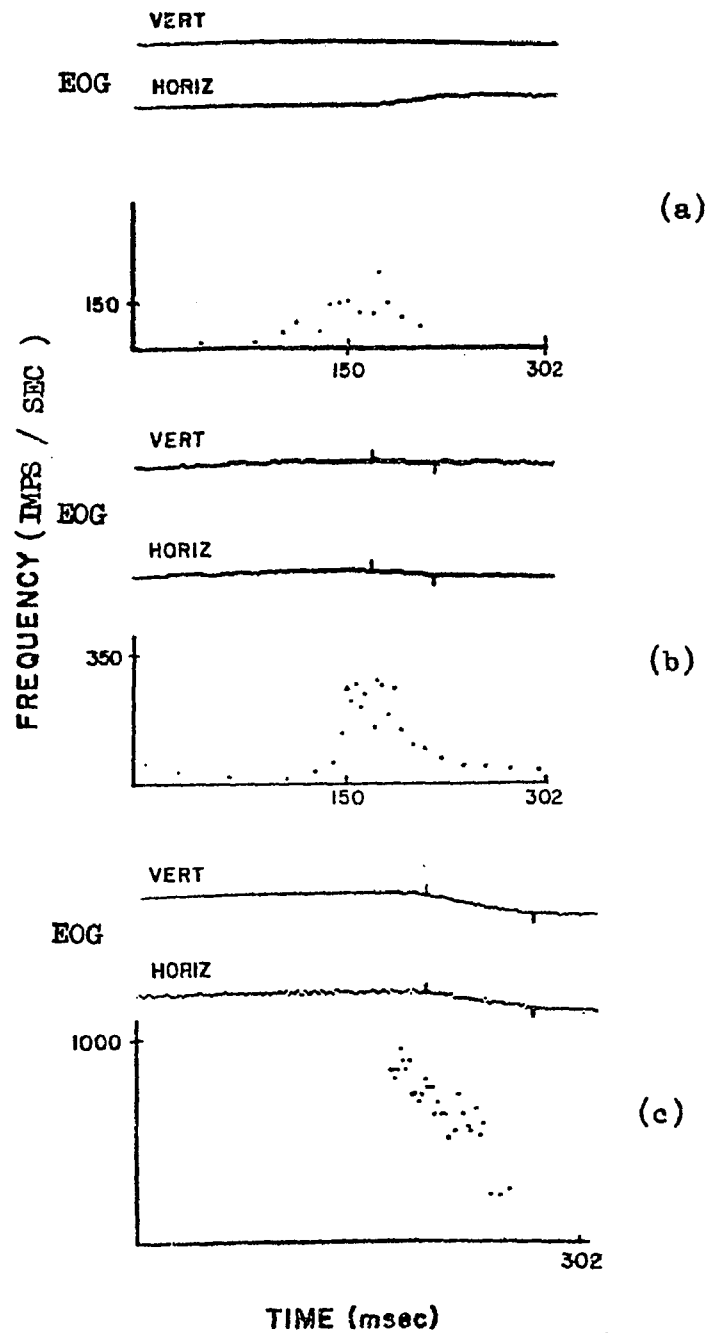 VERT
EOG HORIZ
(a)
150
150 302
FREQUENCY (IMPS / SEC)
VERT
EOG
HORIZ
350
(b)
150 302
VERT
EOG
HORIZ
1000
(c)
302
TIME (msec)